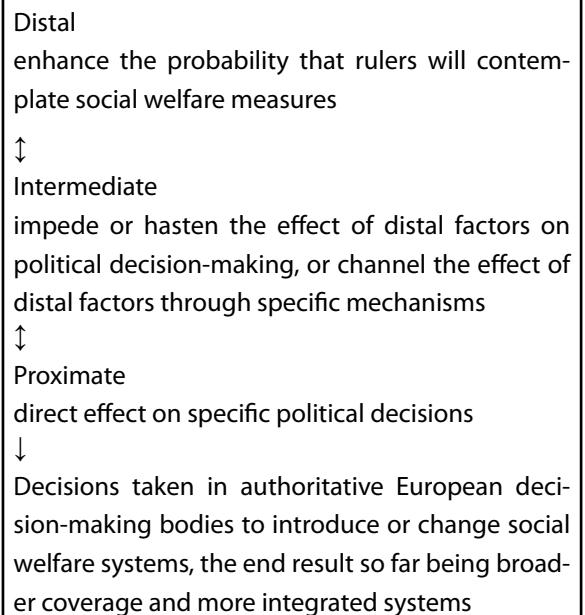 Distal
enhance the probability that rulers will contem-
plate social welfare measures
↕
Intermediate
impede or hasten the effect of distal factors on
political decision-making, or channel the effect of
distal factors through specific mechanisms
↕
Proximate
direct effect on specific political decisions
↓
Decisions taken in authoritative European deci-
sion-making bodies to introduce or change social
welfare systems, the end result so far being broad-
er coverage and more integrated systems